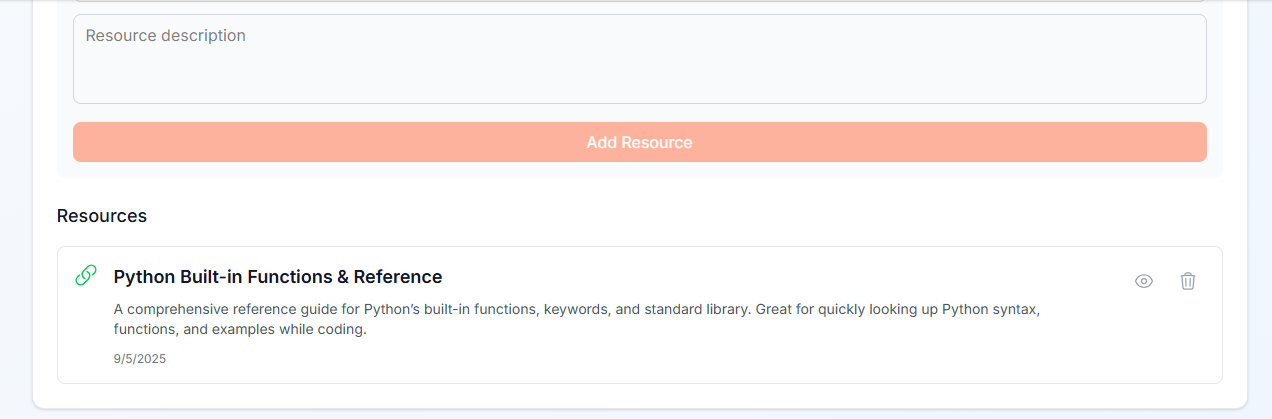 Resource description
Add Resource
Resources
Python Built-in Functions & Reference
A comprehensive reference guide for Python’s built-in functions, keywords, and standard library. Great for quickly looking up Python syntax,
functions, and examples while coding.
9/5/2025